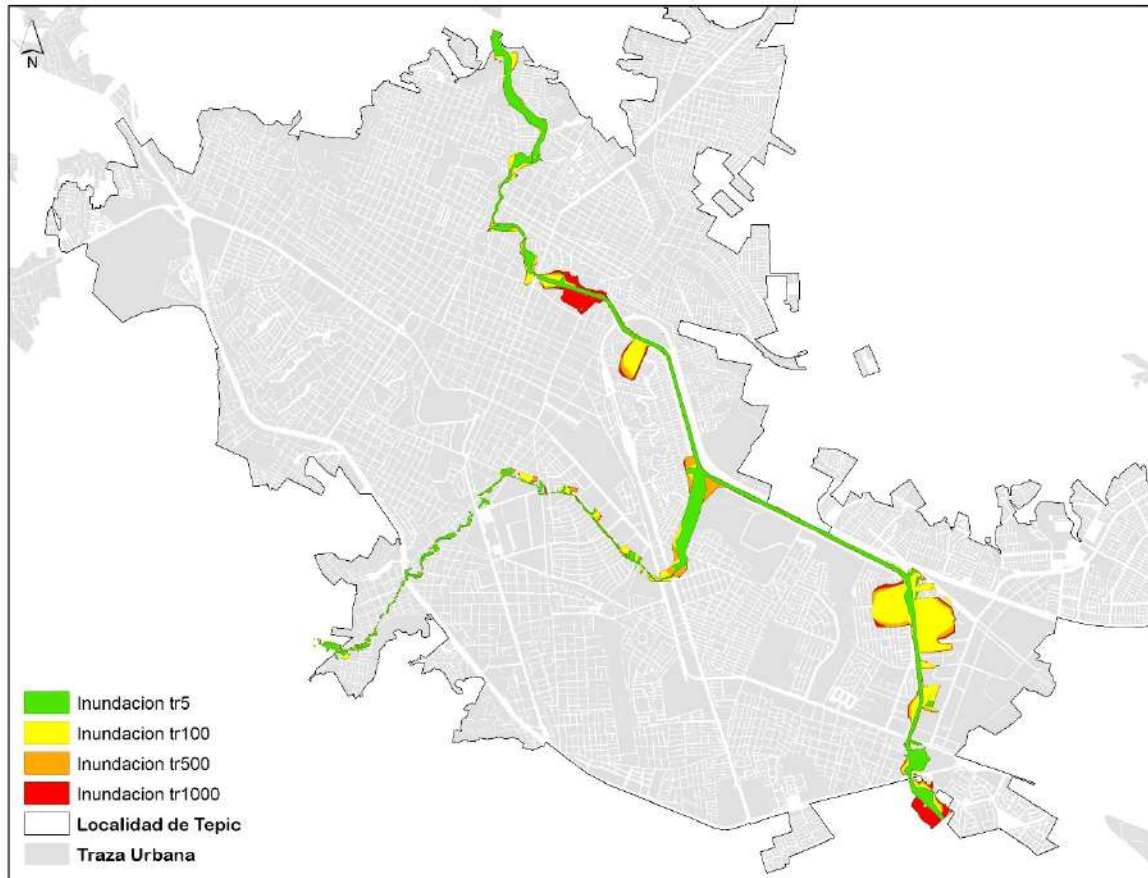 N
Inundacion tr5
Inundacion tr100
Inundacion tr500
Inundacion tr1000
Localidad de Tepic
Traza Urbana